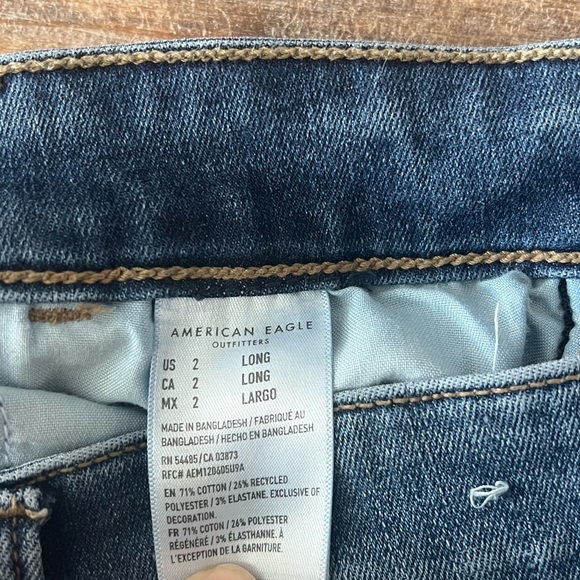 AMERICAN EAGLE
OUTFITTERS
US 2 LONG
CA 2 LONG
MX 2 LARGO
MADE IN BANGLADESH / FABRIQUÉ AU
BANGLADESH / HECHO EN BANGLADESH
RN 54485/CA 03873
RFC# AEM120605U9A
EN 71% COTTON / 26% RECYCLED
POLYESTER / 3% ELASTANE. EXCLUSIVE OF
DECORATION.
FR 71% COTON / 26% POLYESTER
RÉGÉNÉRÉ / 3% ÉLASTHANNE. À
L'EXCEPTION DE LA GARNITURE.